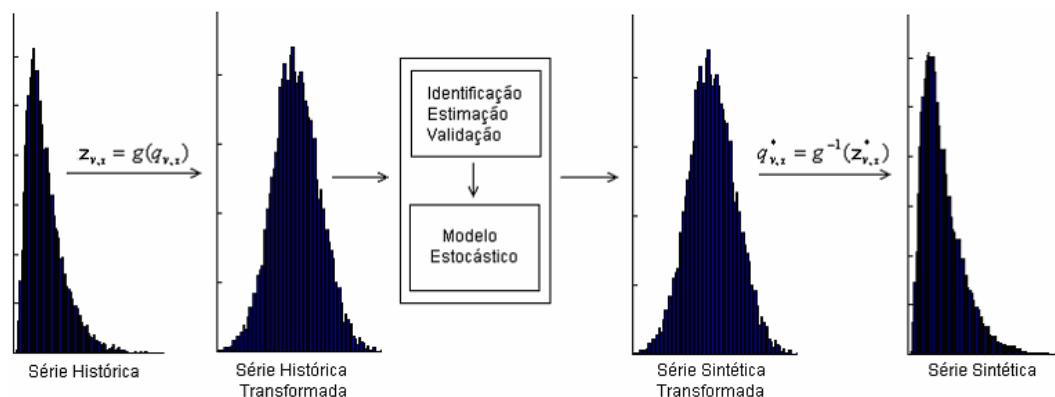 z_{ν,τ} = g(q_{ν,τ})
Série Histórica
Série Histórica
Transformada
Identificação
Estimação
Validação
Modelo
Estocástico
Série Sintética
Transformada
q*_{ν,τ} = g⁻¹(z*_{ν,τ})
Série Sintética